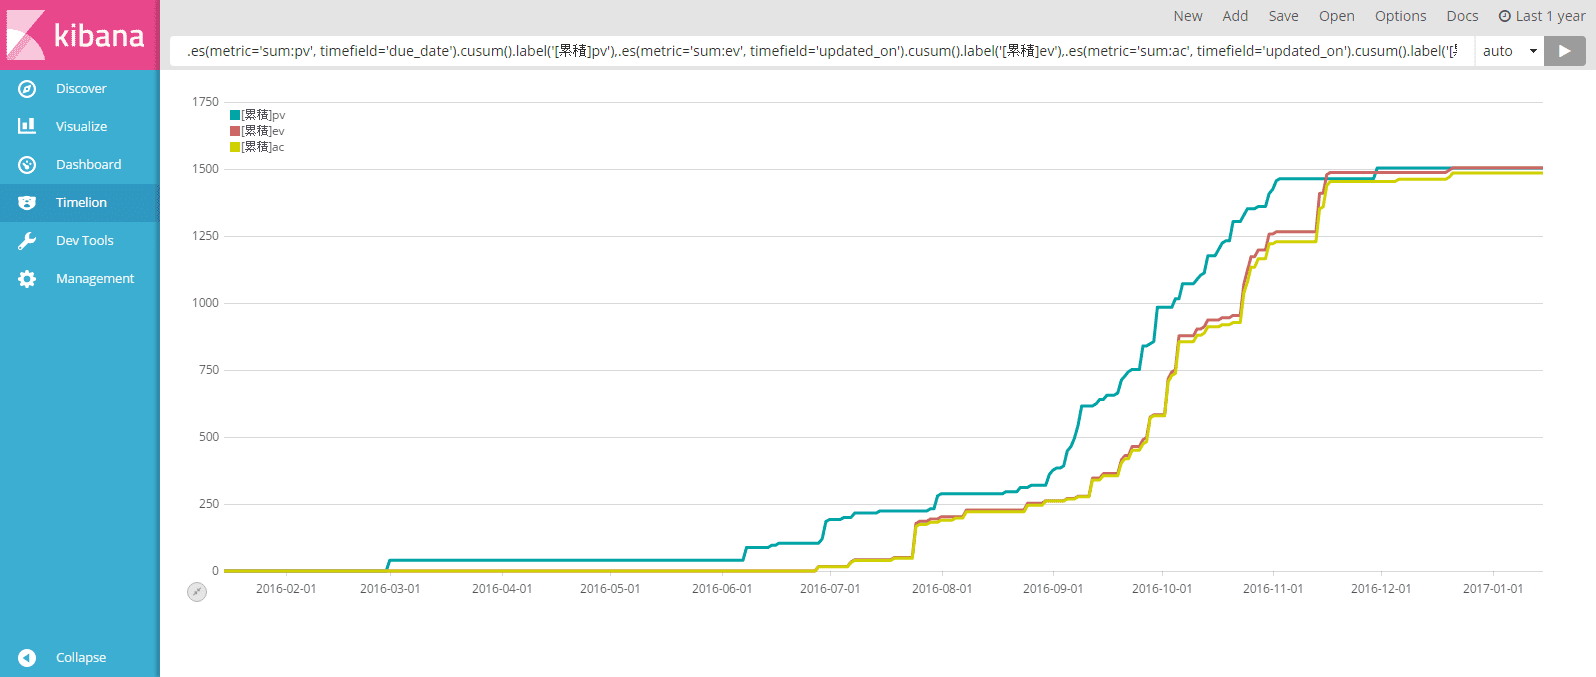 kibana
New Add Save Open Options Docs Last 1 year
.es(metric='sum:pv', timefield='due_date').cusum().label('[累積]pv'),.es(metric='sum:ev', timefield='updated_on').cusum().label('[累積]ev'),.es(metric='sum:ac', timefield='updated_on').cusum().label('[ auto
Discover
Visualize
Dashboard
Timelion
Dev Tools
Management
Collapse
[累積]pv
[累積]ev
[累積]ac
1750
1500
1250
1000
750
500
250
0
2016-02-01 2016-03-01 2016-04-01 2016-05-01 2016-06-01 2016-07-01 2016-08-01 2016-09-01 2016-10-01 2016-11-01 2016-12-01 2017-01-01